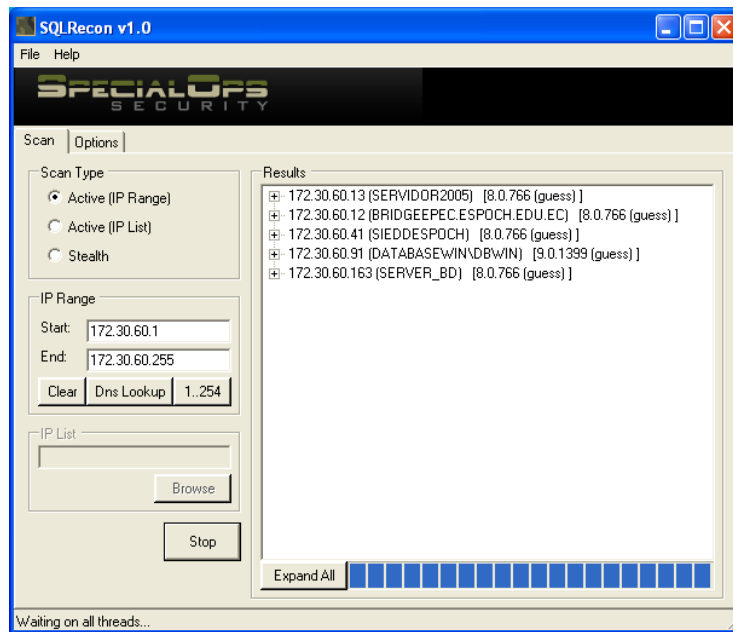 SQLRecon v1.0
File Help
SPECIALOPS
SECURITY
Scan Options
Scan Type
Active (IP Range)
Active (IP List)
Stealth
IP Range
Start: 172.30.60.1
End: 172.30.60.255
Clear Dns Lookup 1..254
IP List
Browse
Stop
Results
172.30.60.13 (SERVIDOR2005) [8.0.766 (guess) ]
172.30.60.12 (BRIDGEEPEC.ESPOCH.EDU.EC) [8.0.766 (guess) ]
172.30.60.41 (SIEDDESPOCH) [8.0.766 (guess) ]
172.30.60.91 (DATABASEWIN\DBWIN) [9.0.1399 (guess) ]
172.30.60.163 (SERVER_BD) [8.0.766 (guess) ]
Expand All
Waiting on all threads...